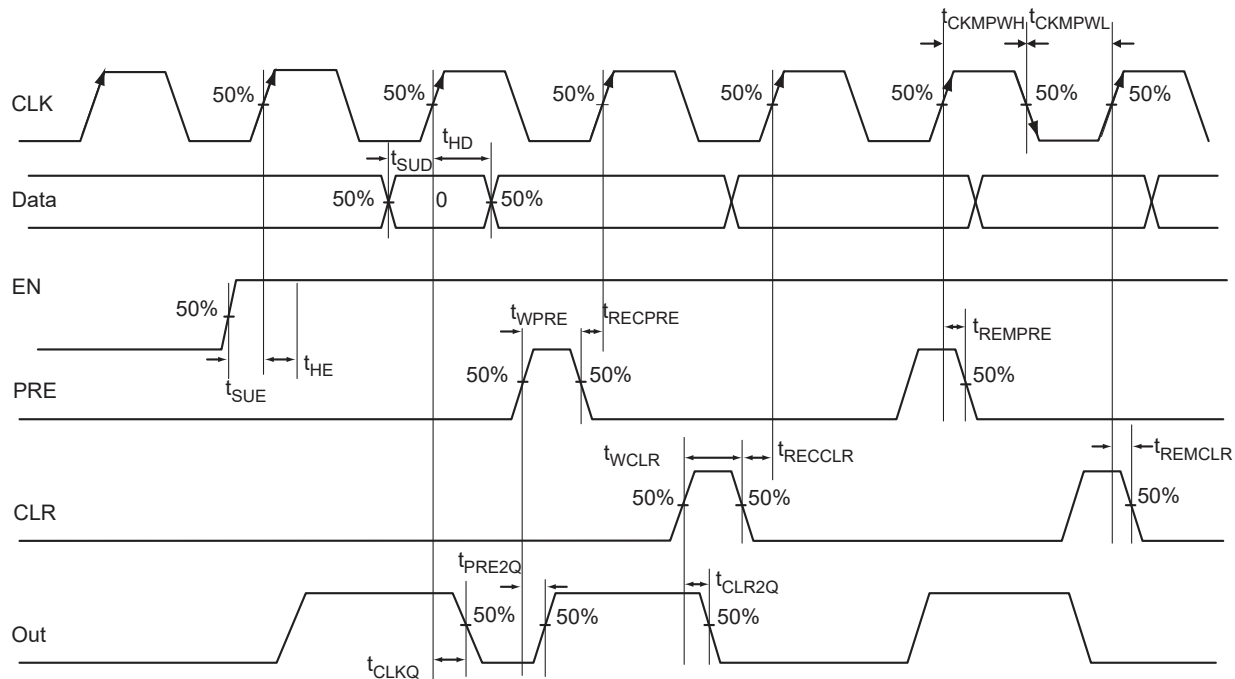 tCKMPWH tCKMPWL
CLK
50% 50% 50% 50% 50% 50% 50%
tHD
tSUD
Data
50% 0 50%
EN
50%
tWPRE tRECPRE tREMPRE
tHE
tSUE
PRE
50% 50% 50%
tWCLR tRECCLR tREMCLR
CLR
50% 50% 50%
tPRE2Q tCLR2Q
Out
50% 50% 50%
tCLKQ